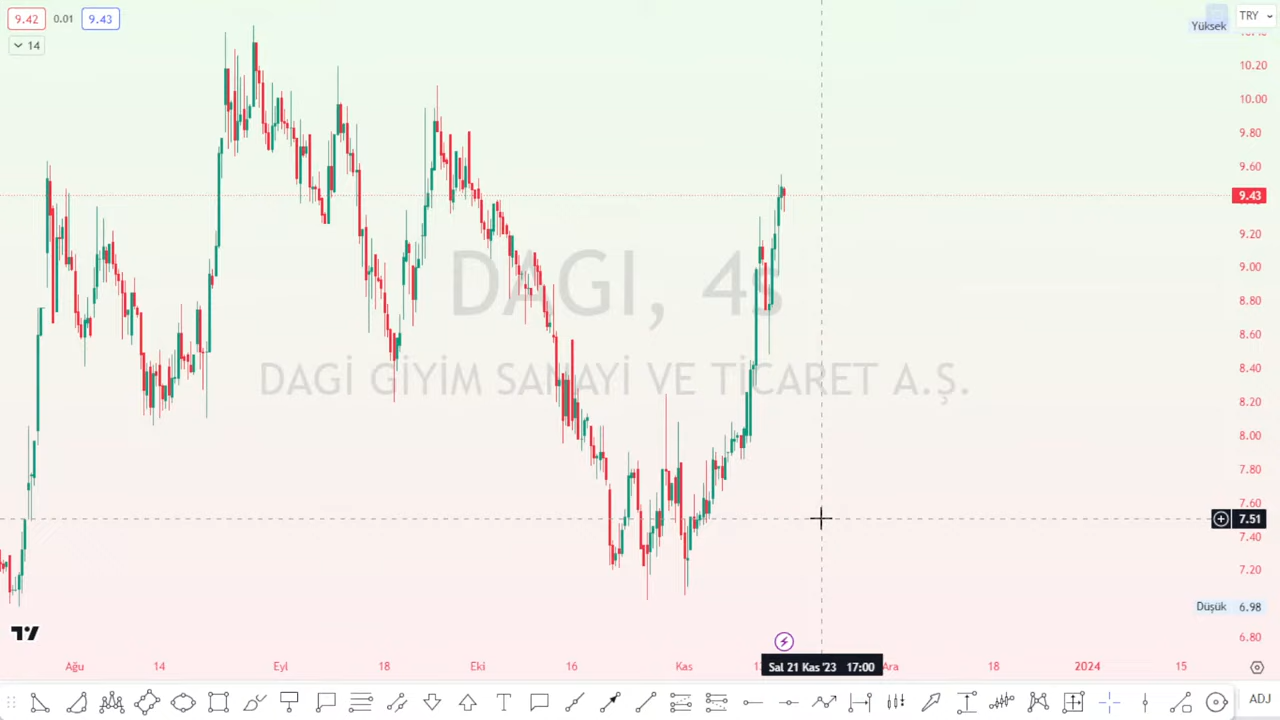 9.42 0.01 9.43
14
TRY
Yüksek
10.20
10.00
9.80
9.60
9.43
9.20
9.00
8.80
8.60
8.40
8.20
8.00
7.80
7.60
7.51
7.40
7.20
Düşük 6.98
6.80
DAGI, 4s
DAGİ GİYİM SANAYİ VE TİCARET A.Ş.
Ağu 14 Eyl 18 Eki 16 Kas Sal 21 Kas '23 17:00 Ara 18 2024 15
T
ADJ